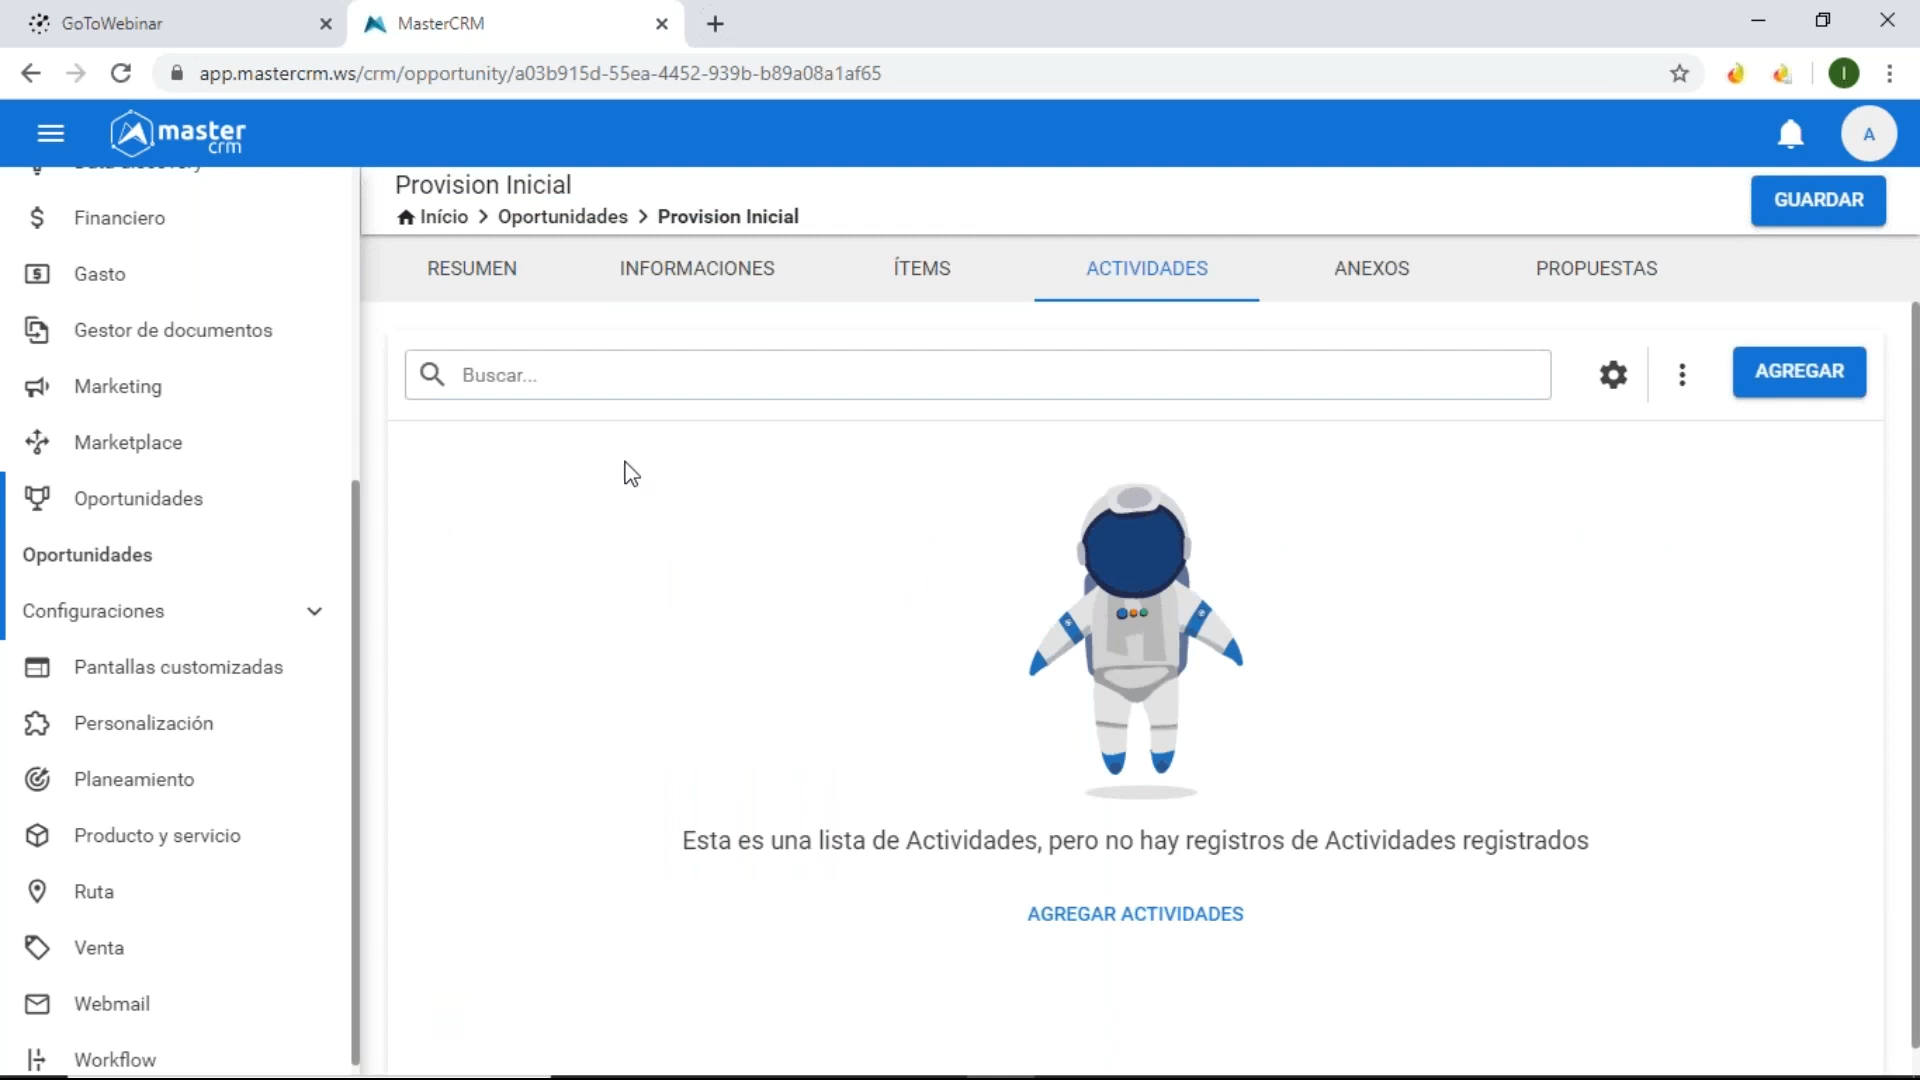 GoToWebinar
MasterCRM
app.mastercrm.ws/crm/opportunity/a03b915d-55ea-4452-939b-b89a08a1af65
I
master
crm
A
Provision Inicial
Início > Oportunidades > Provision Inicial
GUARDAR
RESUMEN
INFORMACIONES
ÍTEMS
ACTIVIDADES
ANEXOS
PROPUESTAS
Buscar...
AGREGAR
Esta es una lista de Actividades, pero no hay registros de Actividades registrados
AGREGAR ACTIVIDADES
Financiero
Gasto
Gestor de documentos
Marketing
Marketplace
Oportunidades
Oportunidades
Configuraciones
Pantallas customizadas
Personalización
Planeamiento
Producto y servicio
Ruta
Venta
Webmail
Workflow